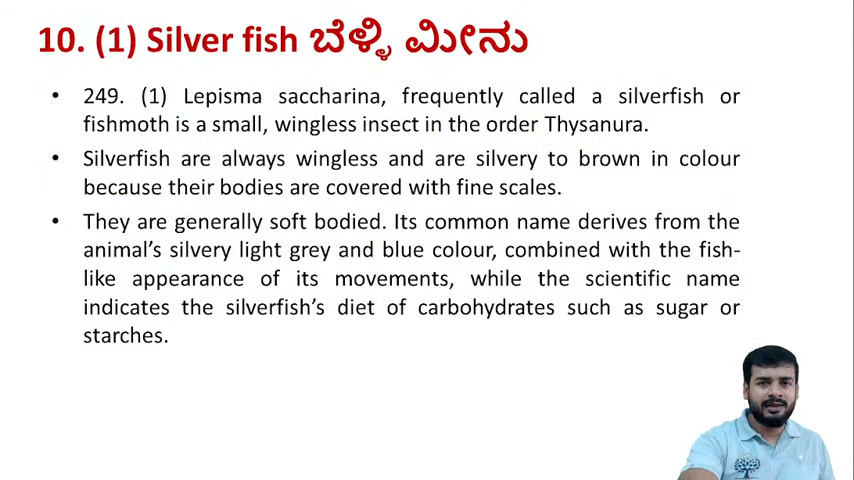 10. (1) Silver fish ಬೆಳ್ಳಿ ಮೀನು
• 249. (1) Lepisma saccharina, frequently called a silverfish or
fishmoth is a small, wingless insect in the order Thysanura.
• Silverfish are always wingless and are silvery to brown in colour
because their bodies are covered with fine scales.
• They are generally soft bodied. Its common name derives from the
animal’s silvery light grey and blue colour, combined with the fish-
like appearance of its movements, while the scientific name
indicates the silverfish’s diet of carbohydrates such as sugar or
starches.